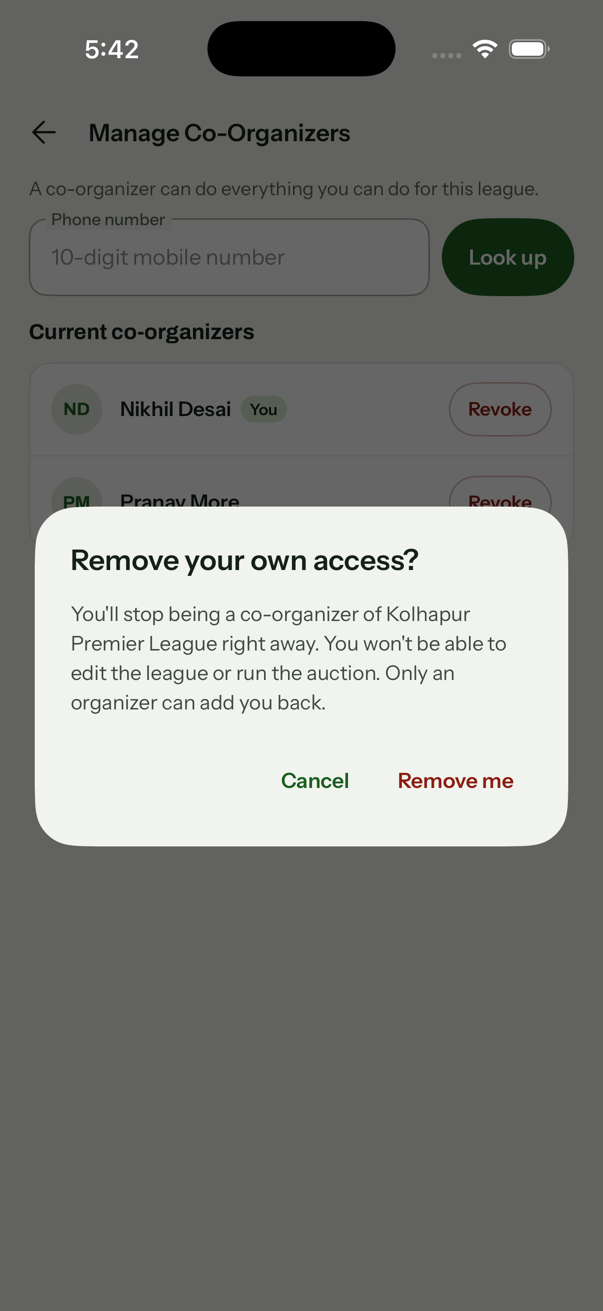 5:42
Manage Co-Organizers
A co-organizer can do everything you can do for this league.
Phone number
10-digit mobile number
Look up
Current co-organizers
ND
Nikhil Desai
You
Revoke
PM
Pranav More
Revoke
Remove your own access?
You'll stop being a co-organizer of Kolhapur
Premier League right away. You won't be able to
edit the league or run the auction. Only an
organizer can add you back.
Cancel
Remove me